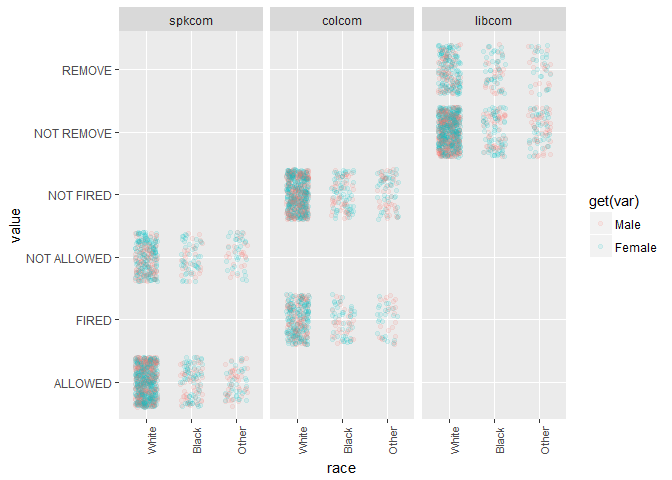 spkcom colcom libcom
REMOVE
NOT REMOVE
NOT FIRED
NOT ALLOWED
FIRED
ALLOWED
value
White Black Other White Black Other White Black Other
race
get(var)
Male
Female